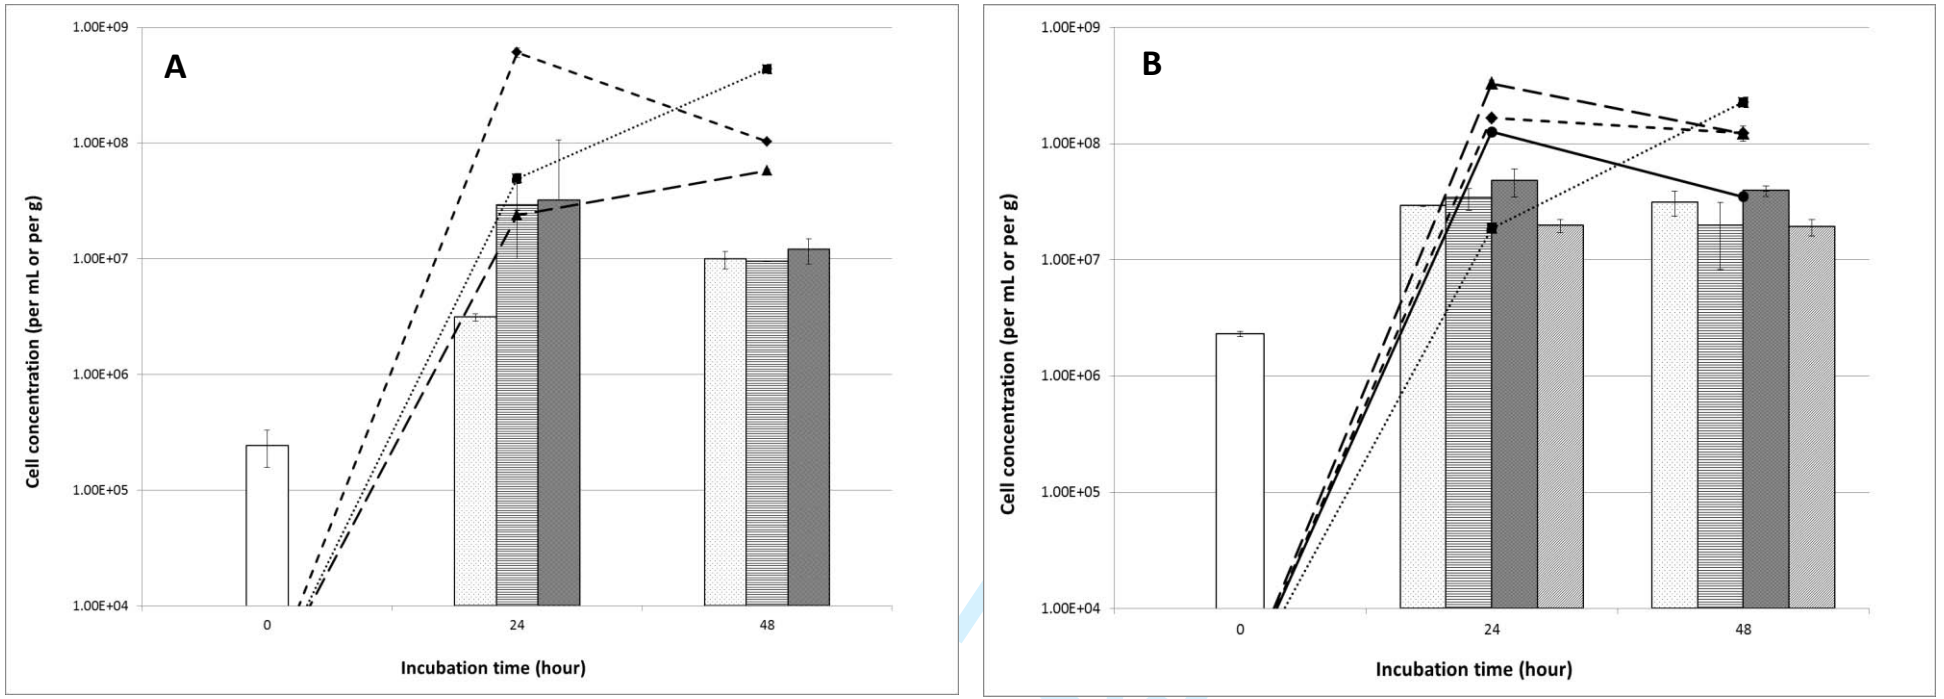 A
1.00E+09
1.00E+08
1.00E+07
1.00E+06
1.00E+05
1.00E+04
Cell concentration (per mL or per g)
0 24 48
Incubation time (hour)
B
1.00E+09
1.00E+08
1.00E+07
1.00E+06
1.00E+05
1.00E+04
Cell concentration (per mL or per g)
0 24 48
Incubation time (hour)